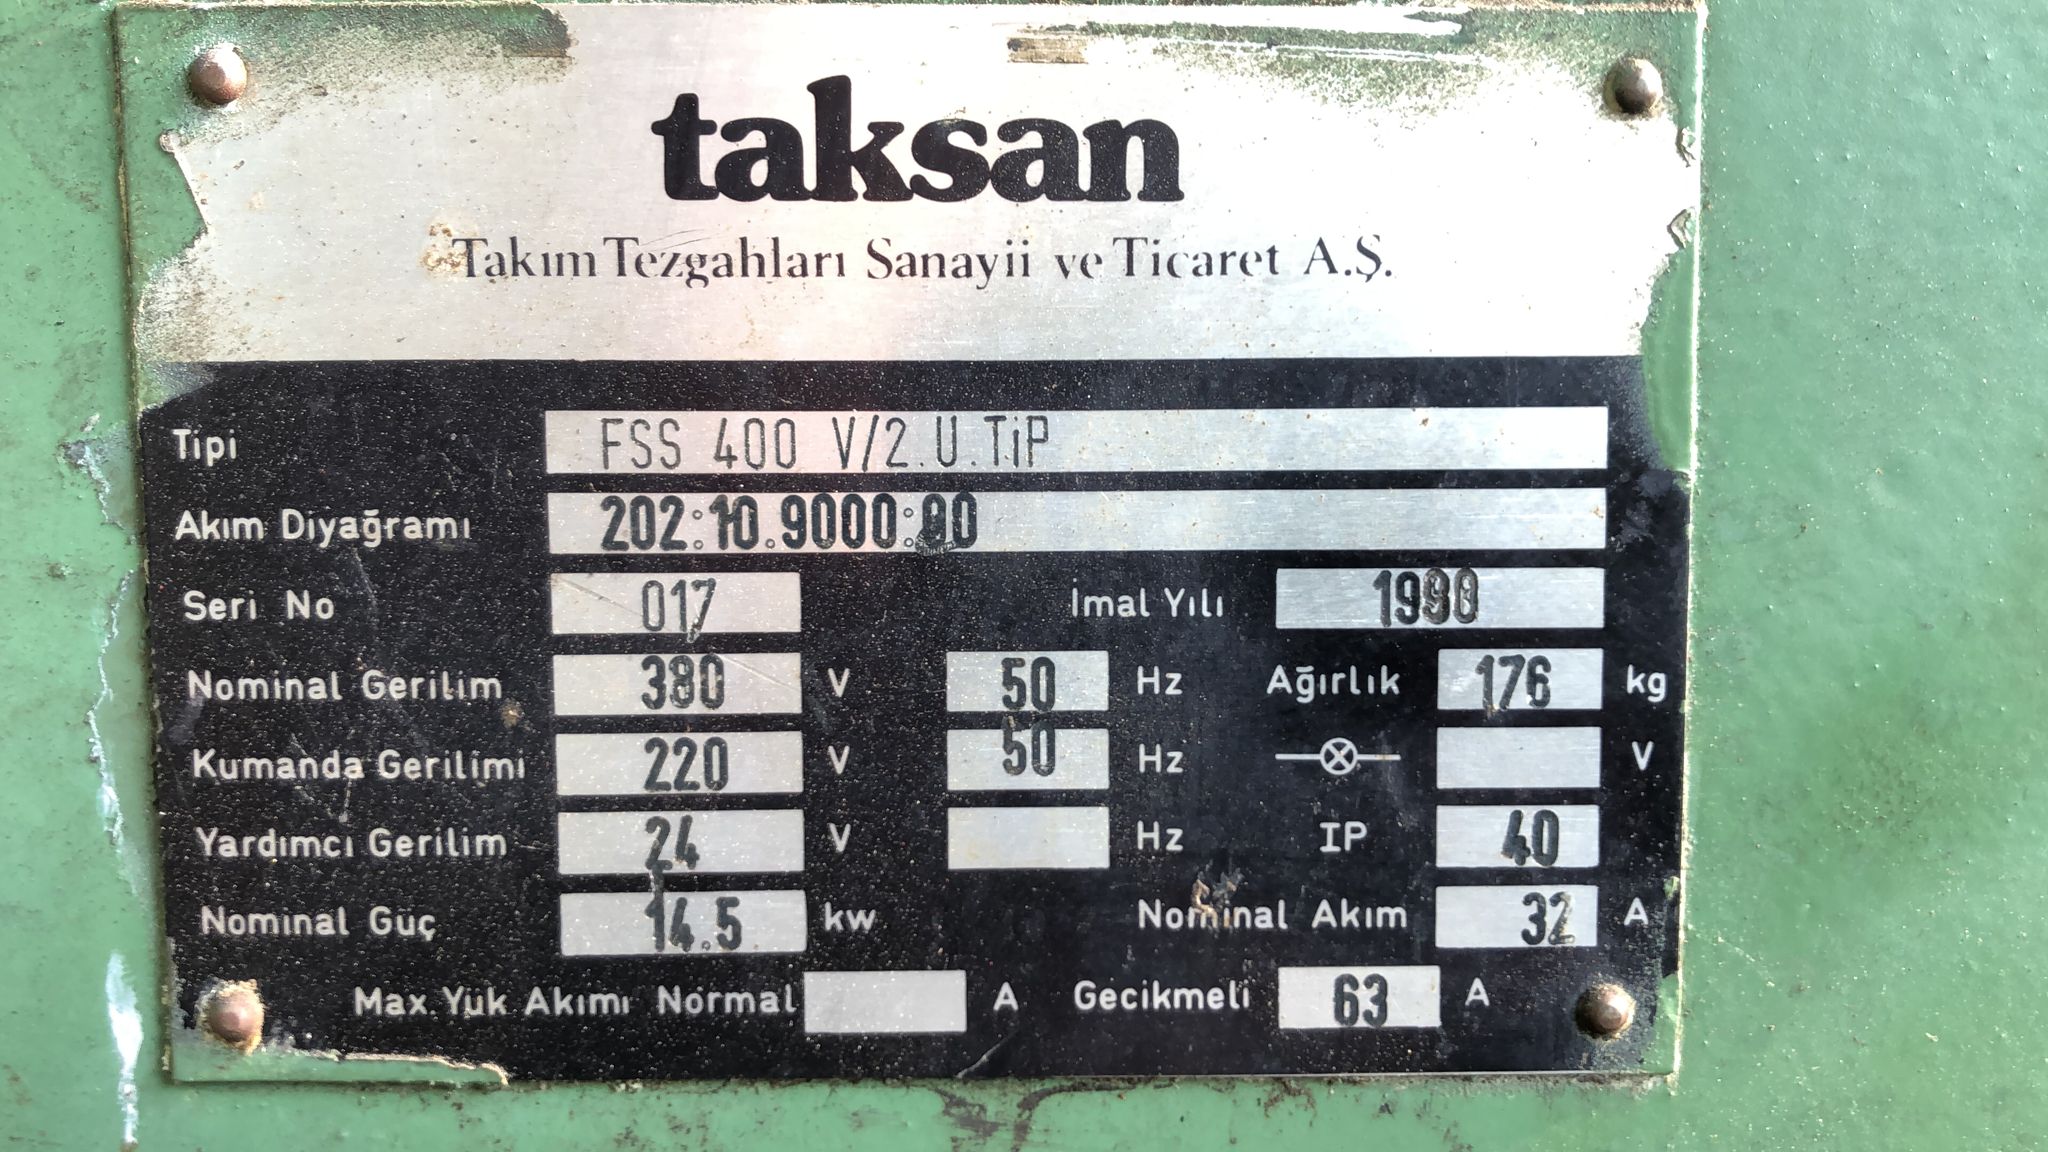 taksan
Takım Tezgahları Sanayii ve Ticaret A.Ş.
Tipi FSS 400 V/2.U.TİP
Akım Diyağramı 202.10.9000.00
Seri No 017 İmal Yılı 1990
Nominal Gerilim 380 V 50 Hz Ağırlık 176 kg
Kumanda Gerilimi 220 V 50 Hz V
Yardımcı Gerilim 24 V Hz IP 40
Nominal Güç 14.5 kw Nominal Akım 32 A
Max. Yük Akımı Normal A Gecikmeli 63 A